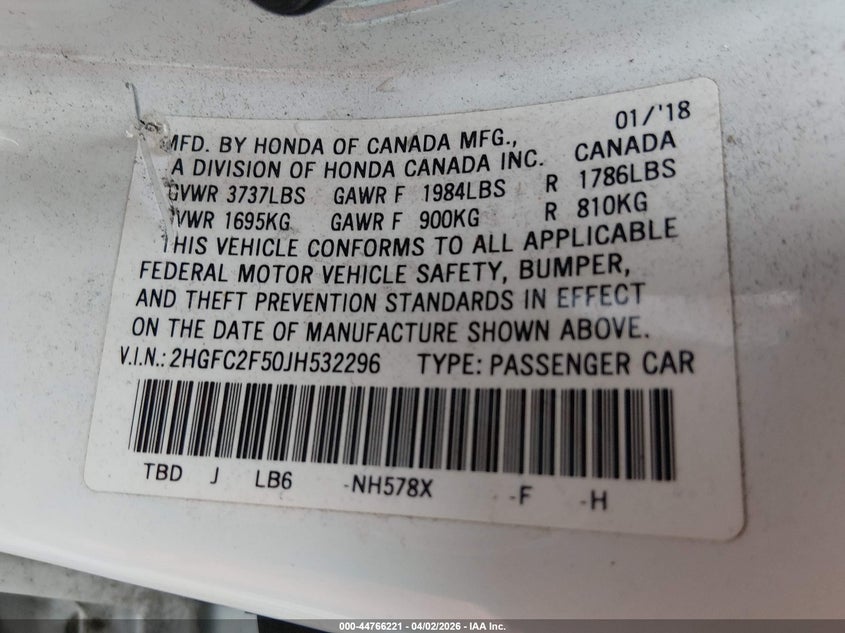 01/'18
MFD. BY HONDA OF CANADA MFG.,
A DIVISION OF HONDA CANADA INC. CANADA
GVWR 3737LBS GAWR F 1984LBS R 1786LBS
VWR 1695KG GAWR F 900KG R 810KG
THIS VEHICLE CONFORMS TO ALL APPLICABLE
FEDERAL MOTOR VEHICLE SAFETY, BUMPER,
AND THEFT PREVENTION STANDARDS IN EFFECT
ON THE DATE OF MANUFACTURE SHOWN ABOVE.
V.I.N.: 2HGFC2F50JH532296 TYPE: PASSENGER CAR
TBD J LB6 -NH578X -F -H
000-44766221 - 04/02/2026 - IAA Inc.